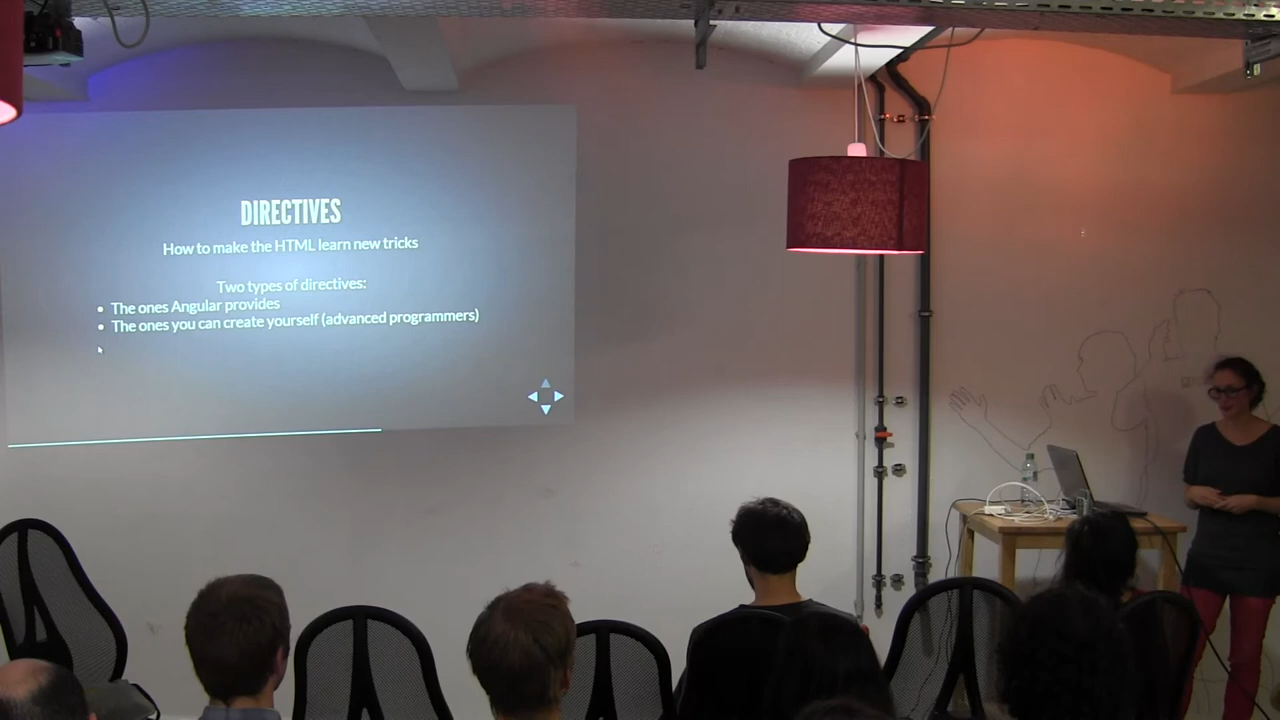 DIRECTIVES
How to make the HTML learn new tricks
Two types of directives:
• The ones Angular provides
• The ones you can create yourself (advanced programmers)